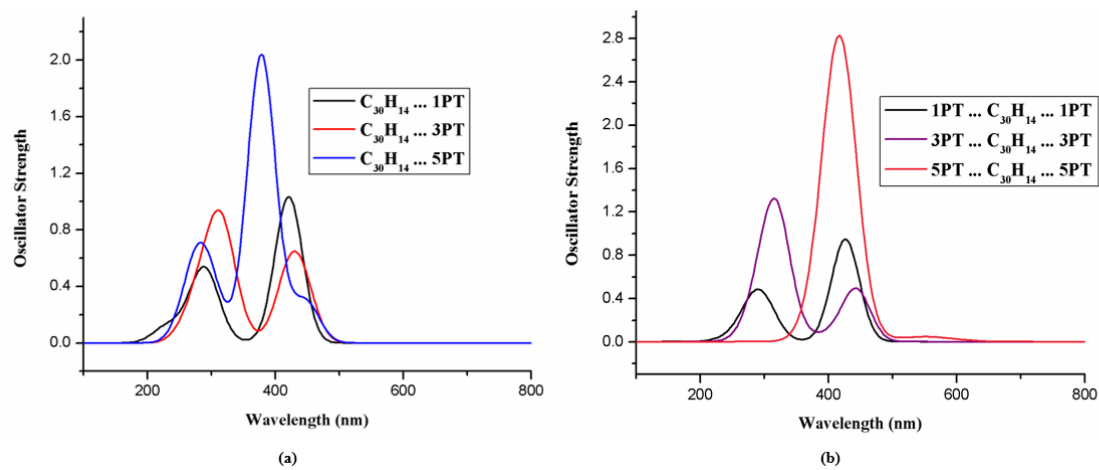 2.0
1.6
1.2
0.8
0.4
0.0
Oscillator Strength
C₃₀H₁₄ ... 1PT
C₃₀H₁₄ ... 3PT
C₃₀H₁₄ ... 5PT
200 400 600 800
Wavelength (nm)
(a)
2.8
2.4
2.0
1.6
1.2
0.8
0.4
0.0
Oscillator Strength
1PT ... C₃₀H₁₄ ... 1PT
3PT ... C₃₀H₁₄ ... 3PT
5PT ... C₃₀H₁₄ ... 5PT
200 400 600 800
Wavelength (nm)
(b)